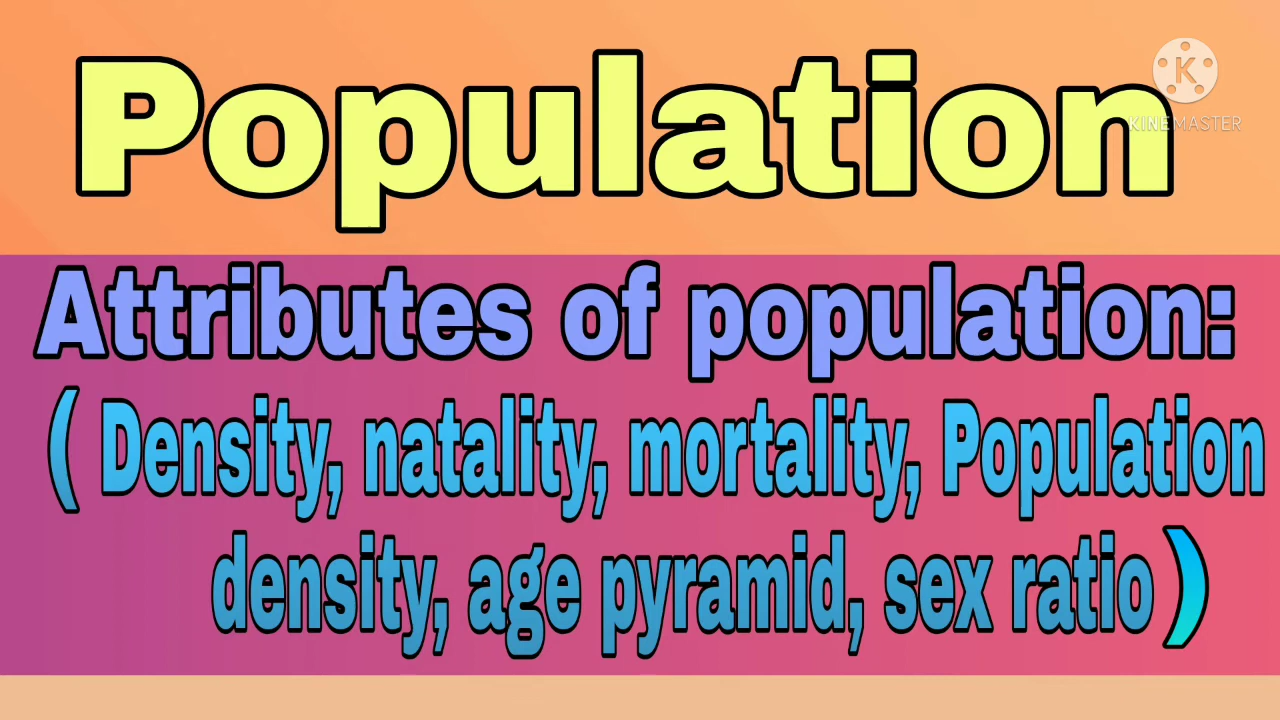 Population
K
KINEMASTER
Attributes of population:
( Density, natality, mortality, Population
density, age pyramid, sex ratio )